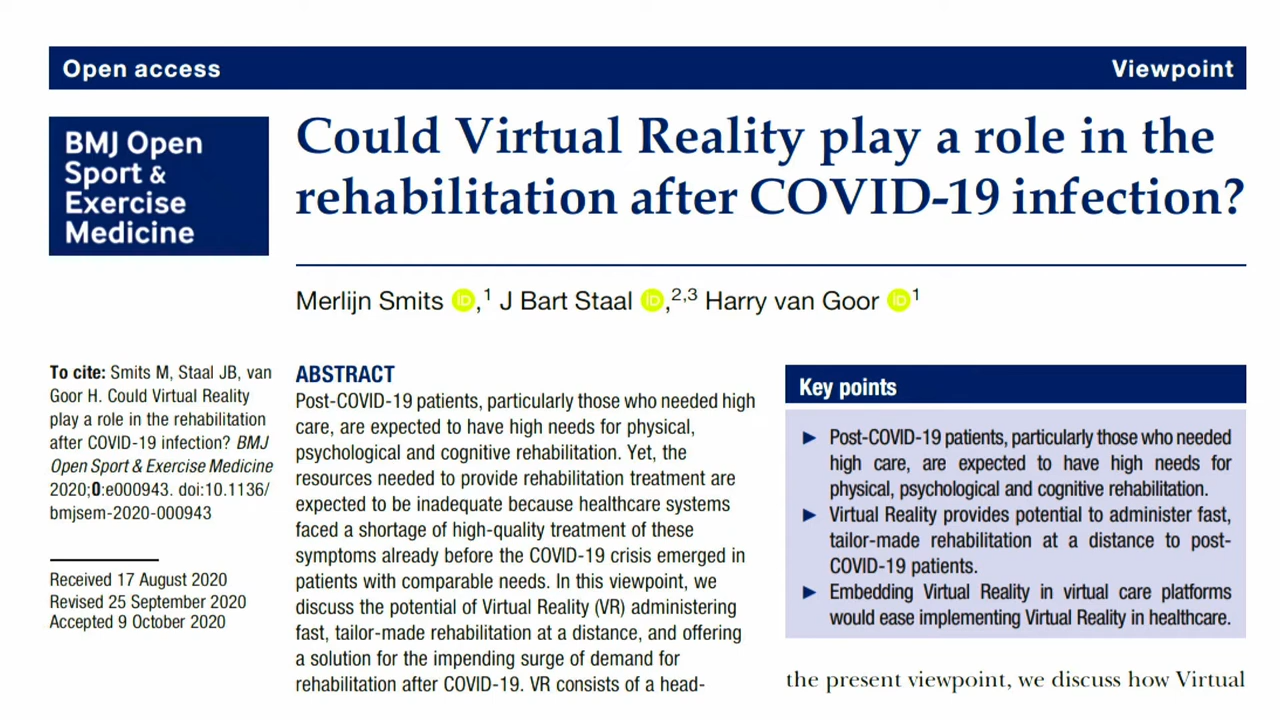 Open access
Viewpoint
BMJ Open
Sport &
Exercise
Medicine
Could Virtual Reality play a role in the
rehabilitation after COVID-19 infection?
Merlijn Smits iD,1 J Bart Staal iD,2,3 Harry van Goor iD1
To cite: Smits M, Staal JB, van
Goor H. Could Virtual Reality
play a role in the rehabilitation
after COVID-19 infection? BMJ
Open Sport & Exercise Medicine
2020;0:e000943. doi:10.1136/
bmjsem-2020-000943
Received 17 August 2020
Revised 25 September 2020
Accepted 9 October 2020
ABSTRACT
Post-COVID-19 patients, particularly those who needed high
care, are expected to have high needs for physical,
psychological and cognitive rehabilitation. Yet, the
resources needed to provide rehabilitation treatment are
expected to be inadequate because healthcare systems
faced a shortage of high-quality treatment of these
symptoms already before the COVID-19 crisis emerged in
patients with comparable needs. In this viewpoint, we
discuss the potential of Virtual Reality (VR) administering
fast, tailor-made rehabilitation at a distance, and offering
a solution for the impending surge of demand for
rehabilitation after COVID-19. VR consists of a head-
Key points
► Post-COVID-19 patients, particularly those who needed
high care, are expected to have high needs for
physical, psychological and cognitive rehabilitation.
► Virtual Reality provides potential to administer fast,
tailor-made rehabilitation at a distance to post-
COVID-19 patients.
► Embedding Virtual Reality in virtual care platforms
would ease implementing Virtual Reality in healthcare.
the present viewpoint, we discuss how Virtual